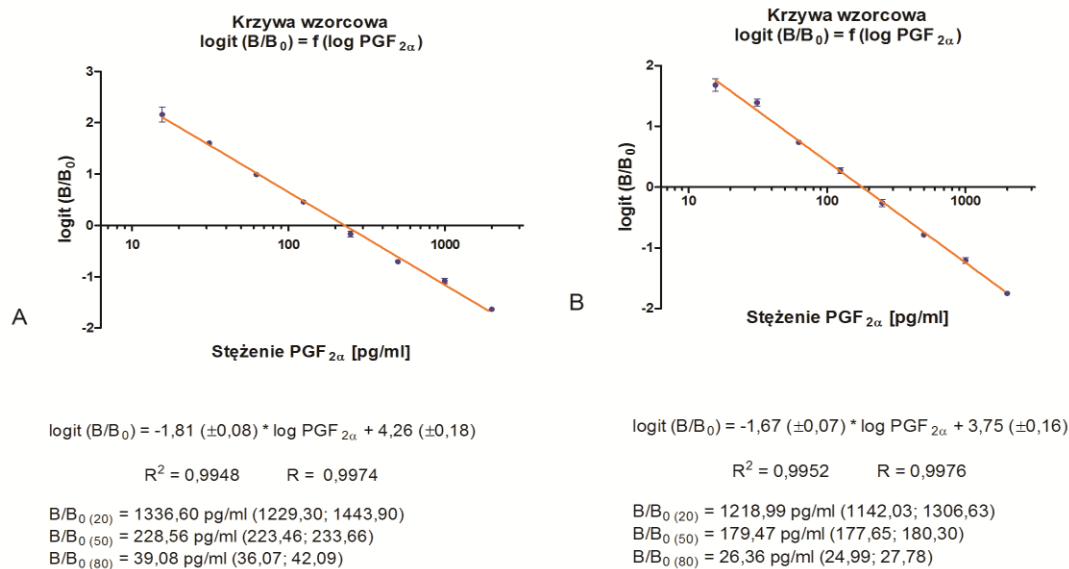 Krzywa wzorcowa
logit (B/B₀) = f (log PGF₂α)
3
2
1
0
-1
-2
10
100
1000
logit (B/B₀)
Stężenie PGF₂α [pg/ml]
A
logit (B/B₀) = -1,81 (±0,08) * log PGF₂α + 4,26 (±0,18)
R² = 0,9948 R = 0,9974
B/B₀ (20) = 1336,60 pg/ml (1229,30; 1443,90)
B/B₀ (50) = 228,56 pg/ml (223,46; 233,66)
B/B₀ (80) = 39,08 pg/ml (36,07; 42,09)
Krzywa wzorcowa
logit (B/B₀) = f (log PGF₂α)
2
1
0
-1
-2
10
100
1000
logit (B/B₀)
Stężenie PGF₂α [pg/ml]
B
logit (B/B₀) = -1,67 (±0,07) * log PGF₂α + 3,75 (±0,16)
R² = 0,9952 R = 0,9976
B/B₀ (20) = 1218,99 pg/ml (1142,03; 1306,63)
B/B₀ (50) = 179,47 pg/ml (177,65; 180,30)
B/B₀ (80) = 26,36 pg/ml (24,99; 27,78)